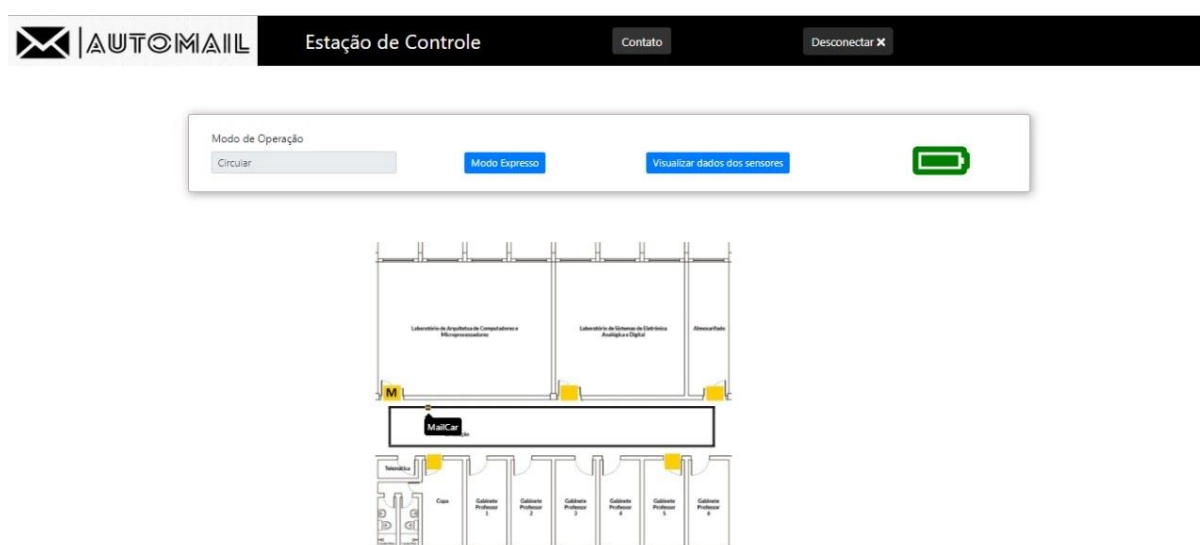 AUTOMAIL
Estação de Controle
Contato
Desconectar ✕
Modo de Operação
Circular
Modo Expresso
Visualizar dados dos sensores
Laboratório de Arquitetua de Computadores e
Microprocessadores
Laboratório de Sistemas de Eletrônica
Analógica e Digital
Almoxarifado
M
MailCar
Telemática
Copa
Gabinete
Professor
1
Gabinete
Professor
2
Gabinete
Professor
3
Gabinete
Professor
4
Gabinete
Professor
5
Gabinete
Professor
6